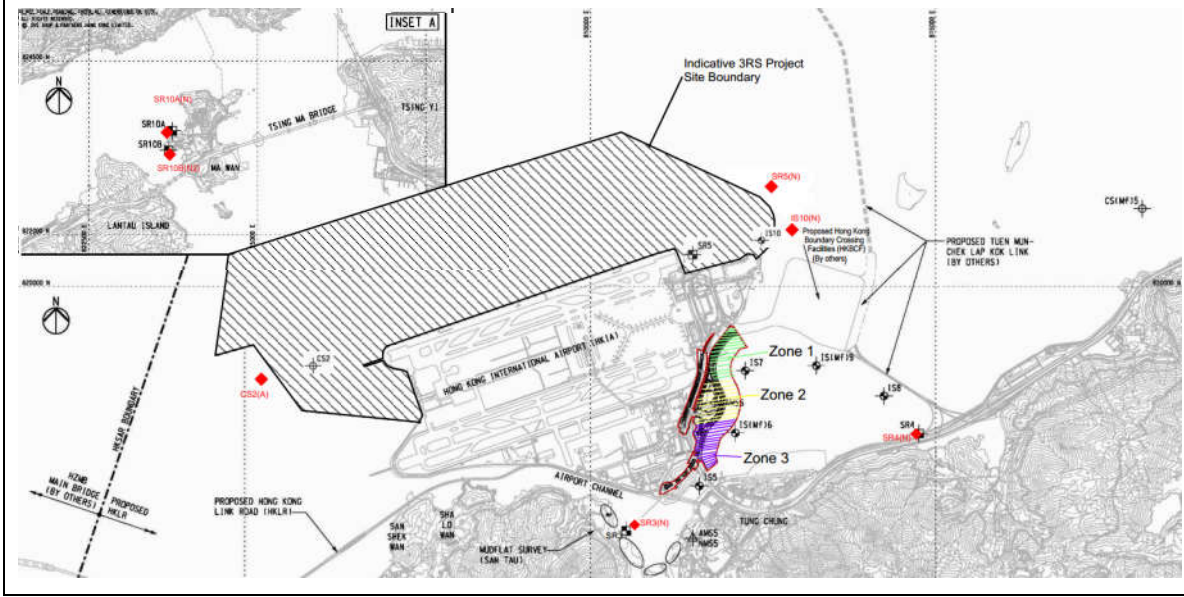 INSET A
824500 N
N
SR10A(N)
SR10A
SR10B
SR10B(N2)
TSING MA BRIDGE
TSING YI
MA WAN
LANTAU ISLAND
822000 N
Indicative 3RS Project
Site Boundary
SR5(N)
IS10(N)
IS10
SR5
Proposed Hong Kong
Boundary Crossing
Facilities (HKBCF)
(By others)
CS(Mf)5
PROPOSED TUEN MUN-
CHEK LAP KOK LINK
(BY OTHERS)
820000 N
N
CS2
CS2(A)
HONG KONG INTERNATIONAL AIRPORT (HKIA)
Zone 1
IS7
IS(Mf)9
IS8
Zone 2
IS(Mf)6
SR4
SR4(N)
Zone 3
IS5
HKSAR BOUNDARY
HZMB
MAIN BRIDGE
(BY OTHERS)
PROPOSED
HKLR
PROPOSED HONG KONG
LINK ROAD (HKLR)
AIRPORT CHANNEL
SAN
SHEK
WAN
SHA
LO
WAN
MUDFLAT SURVEY
(SAN TAU)
SR3(N)
TUNG CHUNG
AMS5
NMS5